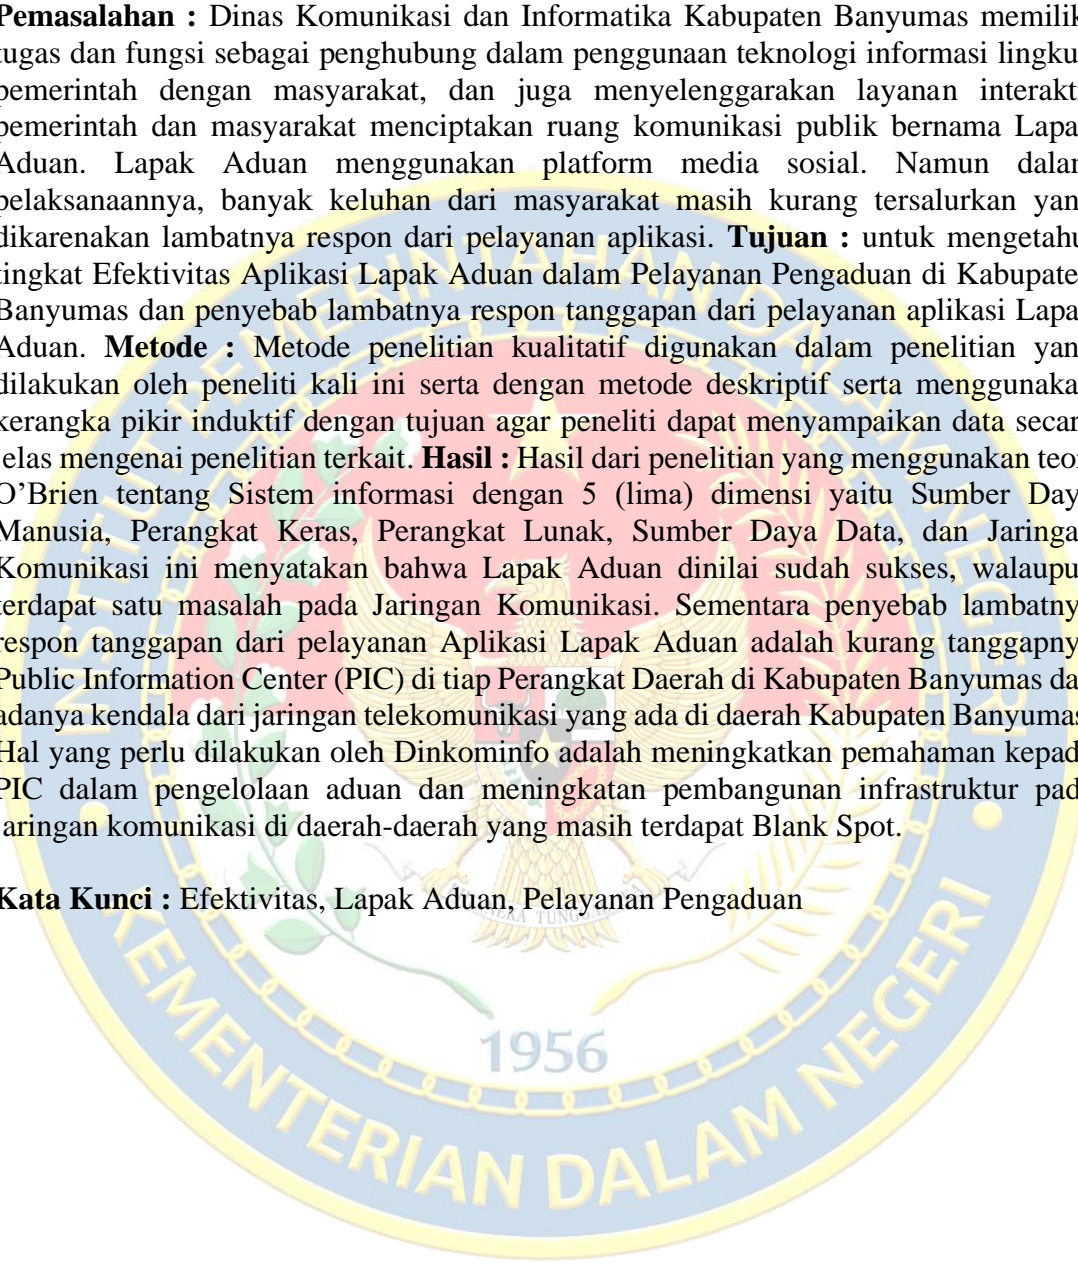 Pemasalahan : Dinas Komunikasi dan Informatika Kabupaten Banyumas memilik
tugas dan fungsi sebagai penghubung dalam penggunaan teknologi informasi lingku
pemerintah dengan masyarakat, dan juga menyelenggarakan layanan interakt
pemerintah dan masyarakat menciptakan ruang komunikasi publik bernama Lapa
Aduan. Lapak Aduan menggunakan platform media sosial. Namun dalam
pelaksanaannya, banyak keluhan dari masyarakat masih kurang tersalurkan yan
dikarenakan lambatnya respon dari pelayanan aplikasi. Tujuan : untuk mengetahu
tingkat Efektivitas Aplikasi Lapak Aduan dalam Pelayanan Pengaduan di Kabupate
Banyumas dan penyebab lambatnya respon tanggapan dari pelayanan aplikasi Lapa
Aduan. Metode : Metode penelitian kualitatif digunakan dalam penelitian yan
dilakukan oleh peneliti kali ini serta dengan metode deskriptif serta menggunaka
kerangka pikir induktif dengan tujuan agar peneliti dapat menyampaikan data secar
elas mengenai penelitian terkait. Hasil : Hasil dari penelitian yang menggunakan teor
O’Brien tentang Sistem informasi dengan 5 (lima) dimensi yaitu Sumber Day
Manusia, Perangkat Keras, Perangkat Lunak, Sumber Daya Data, dan Jaringa
Komunikasi ini menyatakan bahwa Lapak Aduan dinilai sudah sukses, walaupu
terdapat satu masalah pada Jaringan Komunikasi. Sementara penyebab lambatny
respon tanggapan dari pelayanan Aplikasi Lapak Aduan adalah kurang tanggapny
Public Information Center (PIC) di tiap Perangkat Daerah di Kabupaten Banyumas da
adanya kendala dari jaringan telekomunikasi yang ada di daerah Kabupaten Banyumas
Hal yang perlu dilakukan oleh Dinkominfo adalah meningkatkan pemahaman kepad
PIC dalam pengelolaan aduan dan meningkatan pembangunan infrastruktur pad
aringan komunikasi di daerah-daerah yang masih terdapat Blank Spot.
Kata Kunci : Efektivitas, Lapak Aduan, Pelayanan Pengaduan
INSTITUT PEMERINTAHAN DALAM NEGERI
1956
KEMENTERIAN DALAM NEGERI